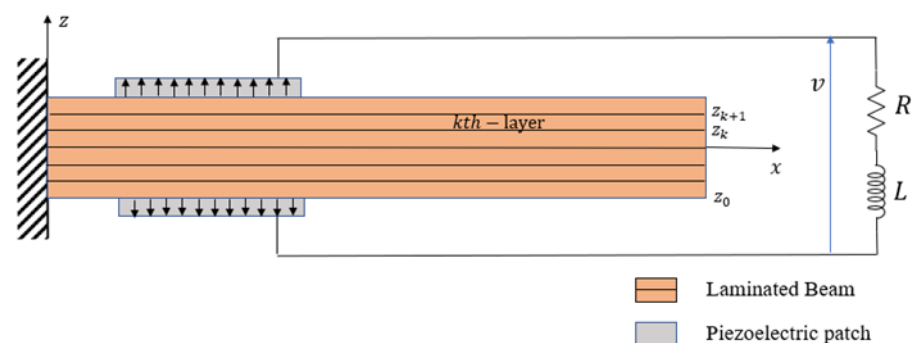 z
kth – layer
z_{k+1}
z_k
x
z_0
v
R
L
Laminated Beam
Piezoelectric patch